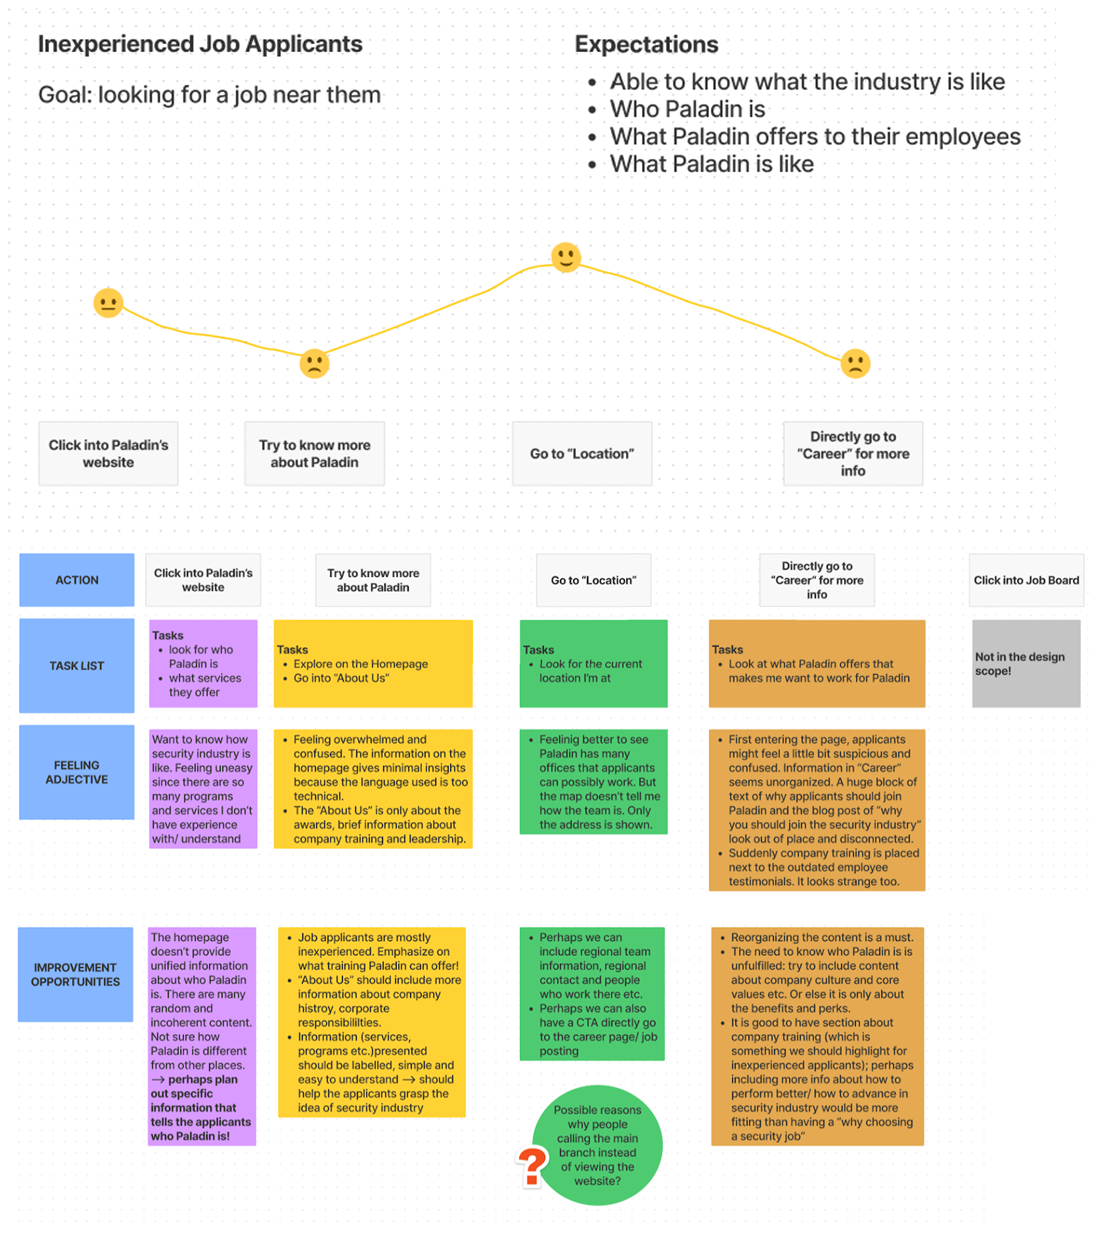 Inexperienced Job Applicants
Goal: looking for a job near them
Expectations
• Able to know what the industry is like
• Who Paladin is
• What Paladin offers to their employees
• What Paladin is like
Click into Paladin's
website
Try to know more
about Paladin
Go to "Location"
Directly go to
"Career" for more
info
ACTION
Click into Paladin's
website
Try to know more
about Paladin
Go to "Location"
Directly go to
"Career" for more
info
Click into Job Board
TASK LIST
Tasks
• look for who
Paladin is
• what services
they offer
Tasks
• Explore on the Homepage
• Go into "About Us"
Tasks
• Look for the current
location I'm at
Tasks
• Look at what Paladin offers that
makes me want to work for Paladin
Not in the design
scope!
FEELING
ADJECTIVE
Want to know how
security industry is
like. Feeling uneasy
since there are so
many programs
and services I don't
have experience
with/ understand
• Feeling overwhelmed and
confused. The information on the
homepage gives minimal insights
because the language used is too
technical.
• The "About Us" is only about the
awards, brief information about
company training and leadership.
• Feelinig better to see
Paladin has many
offices that applicants
can possibly work. But
the map doesn't tell me
how the team is. Only
the address is shown.
• First entering the page, applicants
might feel a little bit suspicious and
confused. Information in "Career"
seems unorganized. A huge block of
text of why applicants should join
Paladin and the blog post of "why
you should join the security industry"
look out of place and disconnected.
• Suddenly company training is placed
next to the outdated employee
testimonials. It looks strange too.
IMPROVEMENT
OPPORTUNITIES
The homepage
doesn't provide
unified information
about who Paladin
is. There are many
random and
incoherent content.
Not sure how
Paladin is different
from other places.
→ perhaps plan
out specific
information that
tells the applicants
who Paladin is!
• Job applicants are mostly
inexperienced. Emphasize on
what training Paladin can offer!
• "About Us" should include more
information about company
histroy, corporate
responsibililties.
• Information (services,
programs etc.)presented
should be labelled, simple and
easy to understand → should
help the applicants grasp the
idea of security industry
• Perhaps we can
include regional team
information, regional
contact and people
who work there etc.
• Perhaps we can also
have a CTA directly go
to the career page/ job
posting
Possible reasons
why people
calling the main
branch instead
of viewing the
website?
?
• Reorganizing the content is a must.
• The need to know who Paladin is is
unfulfilled: try to include content
about company culture and core
values etc. Or else it is only about
the benefits and perks.
• It is good to have section about
company training (which is
something we should highlight for
inexperienced applicants); perhaps
including more info about how to
perform better/ how to advance in
security industry would be more
fitting than having a "why choosing
a security job"